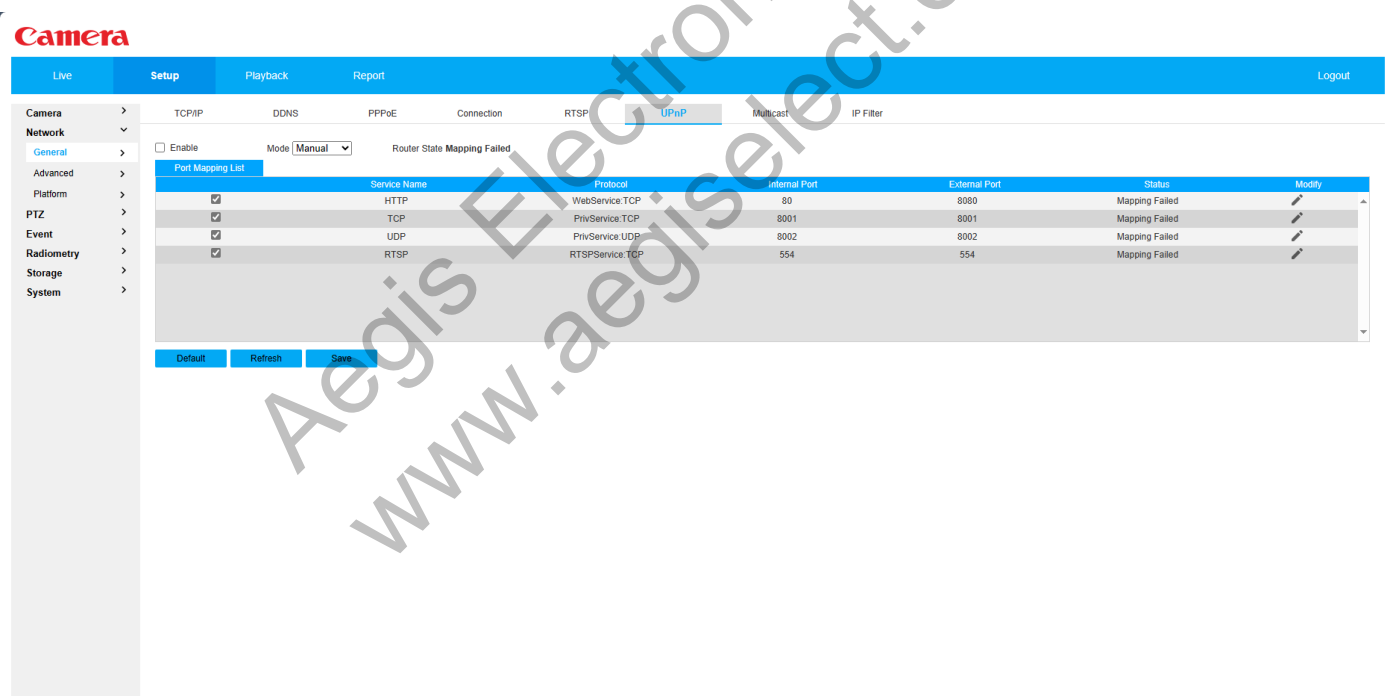 Camera
Live Setup Playback Report Logout
Camera
Network
General
Advanced
Platform
PTZ
Event
Radiometry
Storage
System
TCP/IP DDNS PPPoE Connection RTSP UPnP Multicast IP Filter
Enable Mode Manual Router State Mapping Failed
Port Mapping List
Service Name Protocol Internal Port External Port Status Modify
HTTP WebService:TCP 80 8080 Mapping Failed
TCP PrivService:TCP 8001 8001 Mapping Failed
UDP PrivService:UDP 8002 8002 Mapping Failed
RTSP RTSPService:TCP 554 554 Mapping Failed
Default Refresh Save
Aegis Electron
www.aegiselect.c